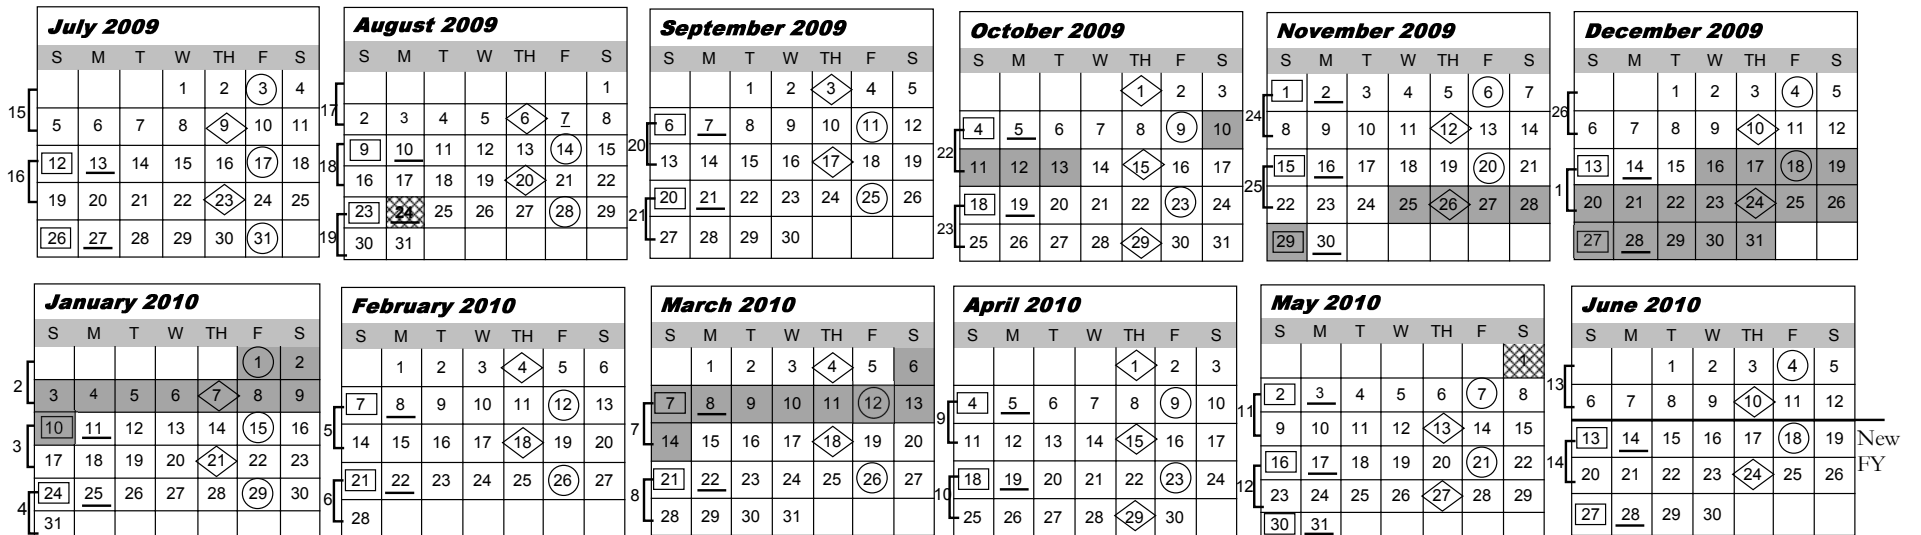 July 2009
S M T W TH F S
1 2 3 4
15
5 6 7 8 9 10 11
12 13 14 15 16 17 18
16
19 20 21 22 23 24 25
26 27 28 29 30 31
August 2009
S M T W TH F S
1
17
2 3 4 5 6 7 8
9 10 11 12 13 14 15
18
16 17 18 19 20 21 22
23 24 25 26 27 28 29
19
30 31
September 2009
S M T W TH F S
1 2 3 4 5
6 7 8 9 10 11 12
20
13 14 15 16 17 18 19
20 21 22 23 24 25 26
21
27 28 29 30
October 2009
S M T W TH F S
1 2 3
4 5 6 7 8 9 10
22
11 12 13 14 15 16 17
18 19 20 21 22 23 24
23
25 26 27 28 29 30 31
November 2009
S M T W TH F S
1 2 3 4 5 6 7
24
8 9 10 11 12 13 14
15 16 17 18 19 20 21
25
22 23 24 25 26 27 28
29 30
December 2009
S M T W TH F S
1 2 3 4 5
26
6 7 8 9 10 11 12
13 14 15 16 17 18 19
1
20 21 22 23 24 25 26
27 28 29 30 31
January 2010
S M T W TH F S
1 2
2
3 4 5 6 7 8 9
10 11 12 13 14 15 16
3
17 18 19 20 21 22 23
24 25 26 27 28 29 30
4
31
February 2010
S M T W TH F S
1 2 3 4 5 6
7 8 9 10 11 12 13
5
14 15 16 17 18 19 20
21 22 23 24 25 26 27
6
28
March 2010
S M T W TH F S
1 2 3 4 5 6
7 8 9 10 11 12 13
7
14 15 16 17 18 19 20
21 22 23 24 25 26 27
8
28 29 30 31
April 2010
S M T W TH F S
1 2 3
4 5 6 7 8 9 10
9
11 12 13 14 15 16 17
18 19 20 21 22 23 24
10
25 26 27 28 29 30
May 2010
S M T W TH F S
1
2 3 4 5 6 7 8
11
9 10 11 12 13 14 15
16 17 18 19 20 21 22
12
23 24 25 26 27 28 29
30 31
June 2010
S M T W TH F S
1 2 3 4 5
13
6 7 8 9 10 11 12
13 14 15 16 17 18 19
New
14
FY
20 21 22 23 24 25 26
27 28 29 30